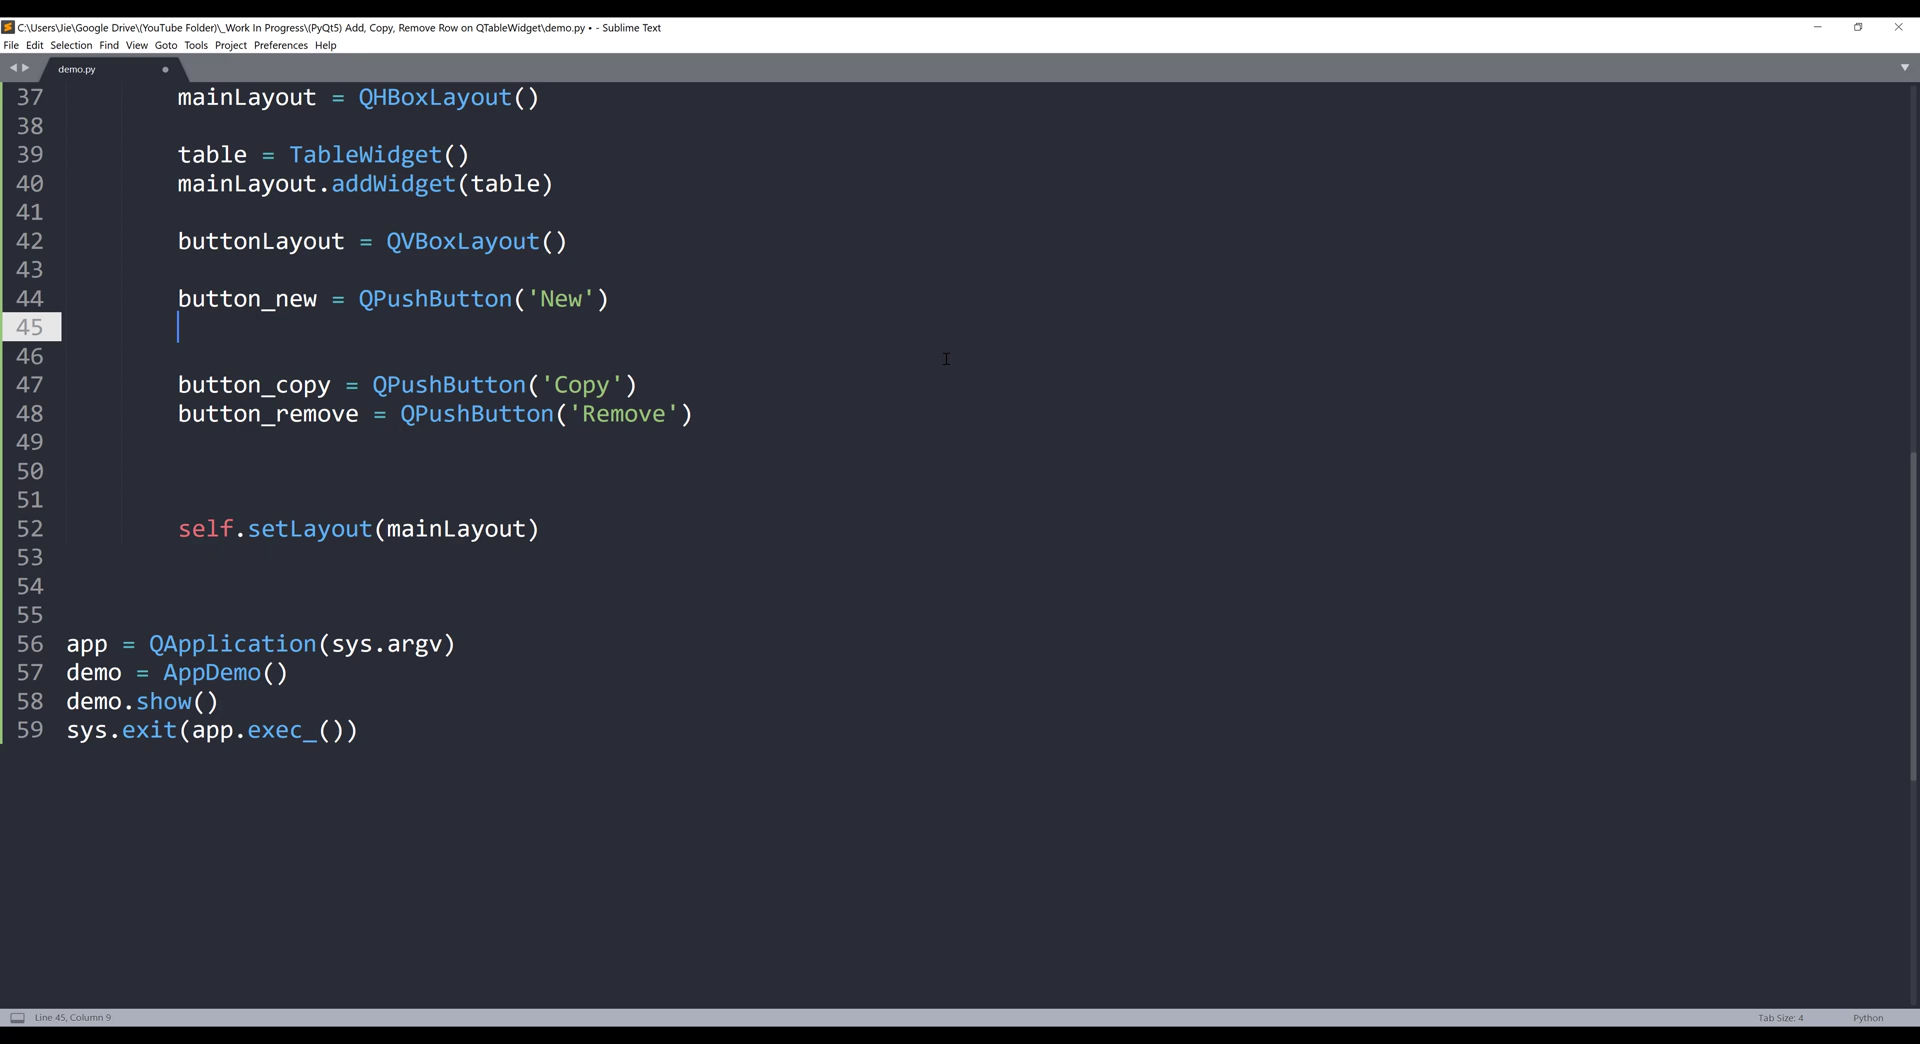 C:\Users\Jie\Google Drive\(YouTube Folder)\_Work In Progress\(PyQt5) Add, Copy, Remove Row on QTableWidget\demo.py • - Sublime Text
File Edit Selection Find View Goto Tools Project Preferences Help
demo.py
37 mainLayout = QHBoxLayout()
38
39 table = TableWidget()
40 mainLayout.addWidget(table)
41
42 buttonLayout = QVBoxLayout()
43
44 button_new = QPushButton('New')
45
46
47 button_copy = QPushButton('Copy')
48 button_remove = QPushButton('Remove')
49
50
51
52 self.setLayout(mainLayout)
53
54
55
56 app = QApplication(sys.argv)
57 demo = AppDemo()
58 demo.show()
59 sys.exit(app.exec_())
Line 45, Column 9 Tab Size: 4 Python